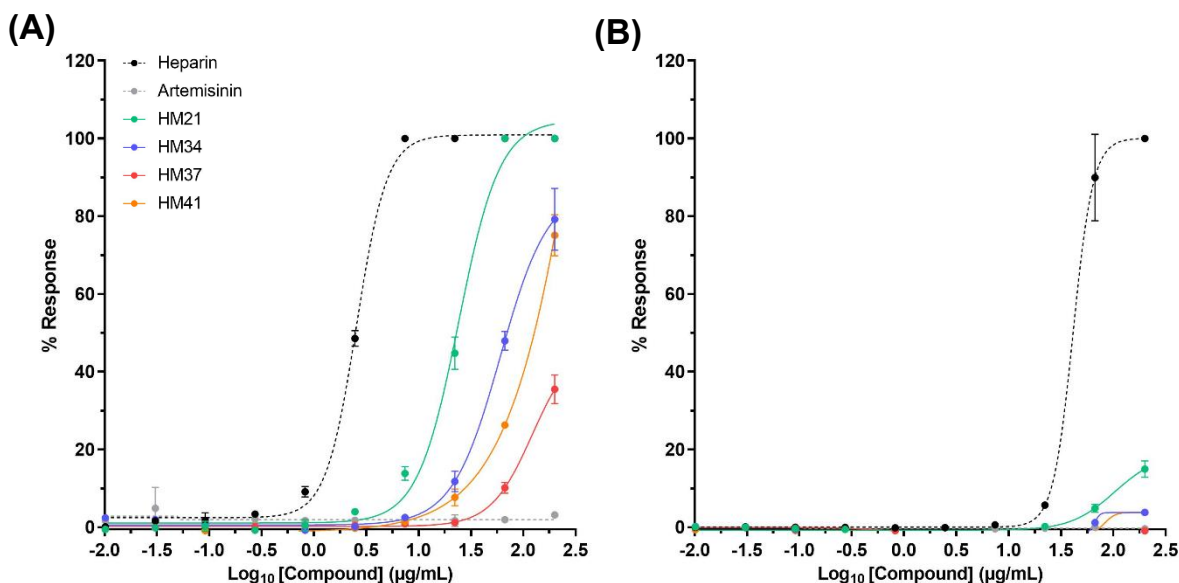 (A)
120
100
80
60
40
20
0
% Response
Heparin
Artemisinin
HM21
HM34
HM37
HM41
-2.0 -1.5 -1.0 -0.5 0.0 0.5 1.0 1.5 2.0 2.5
Log₁₀ [Compound] (µg/mL)
(B)
120
100
80
60
40
20
0
% Response
-2.0 -1.5 -1.0 -0.5 0.0 0.5 1.0 1.5 2.0 2.5
Log₁₀ [Compound] (µg/mL)